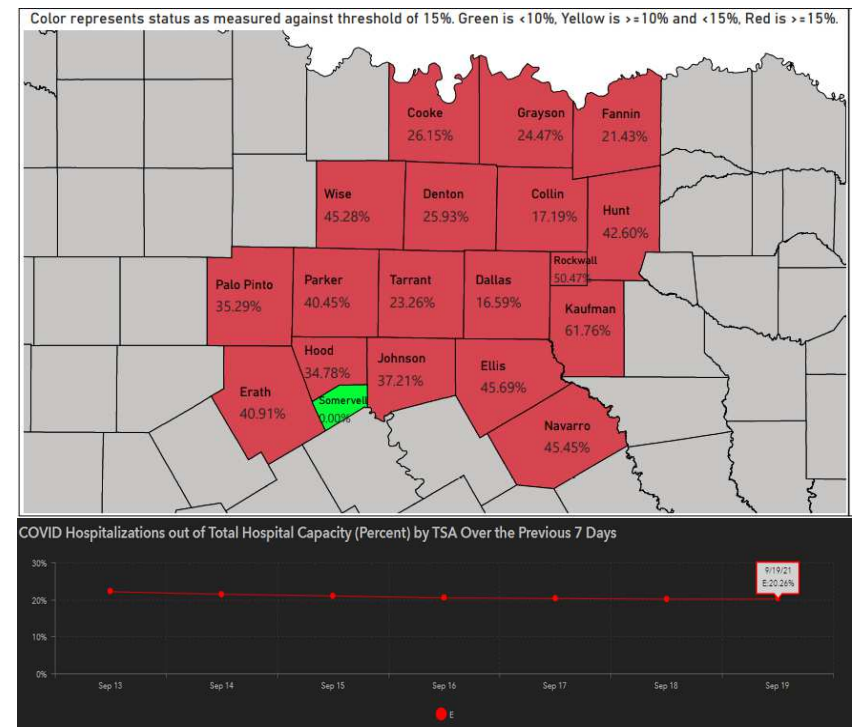 Color represents status as measured against threshold of 15%. Green is <10%, Yellow is >=10% and <15%, Red is >=15%.
Cooke
26.15%
Grayson
24.47%
Fannin
21.43%
Wise
45.28%
Denton
25.93%
Collin
17.19%
Hunt
42.60%
Rockwall
50.47%
Palo Pinto
35.29%
Parker
40.45%
Tarrant
23.26%
Dallas
16.59%
Kaufman
61.76%
Hood
34.78%
Johnson
37.21%
Ellis
45.69%
Erath
40.91%
Somervell
0.00%
Navarro
45.45%
COVID Hospitalizations out of Total Hospital Capacity (Percent) by TSA Over the Previous 7 Days
30%
20%
10%
0%
9/19/21
E:20.26%
Sep 13
Sep 14
Sep 15
Sep 16
Sep 17
Sep 18
Sep 19
E